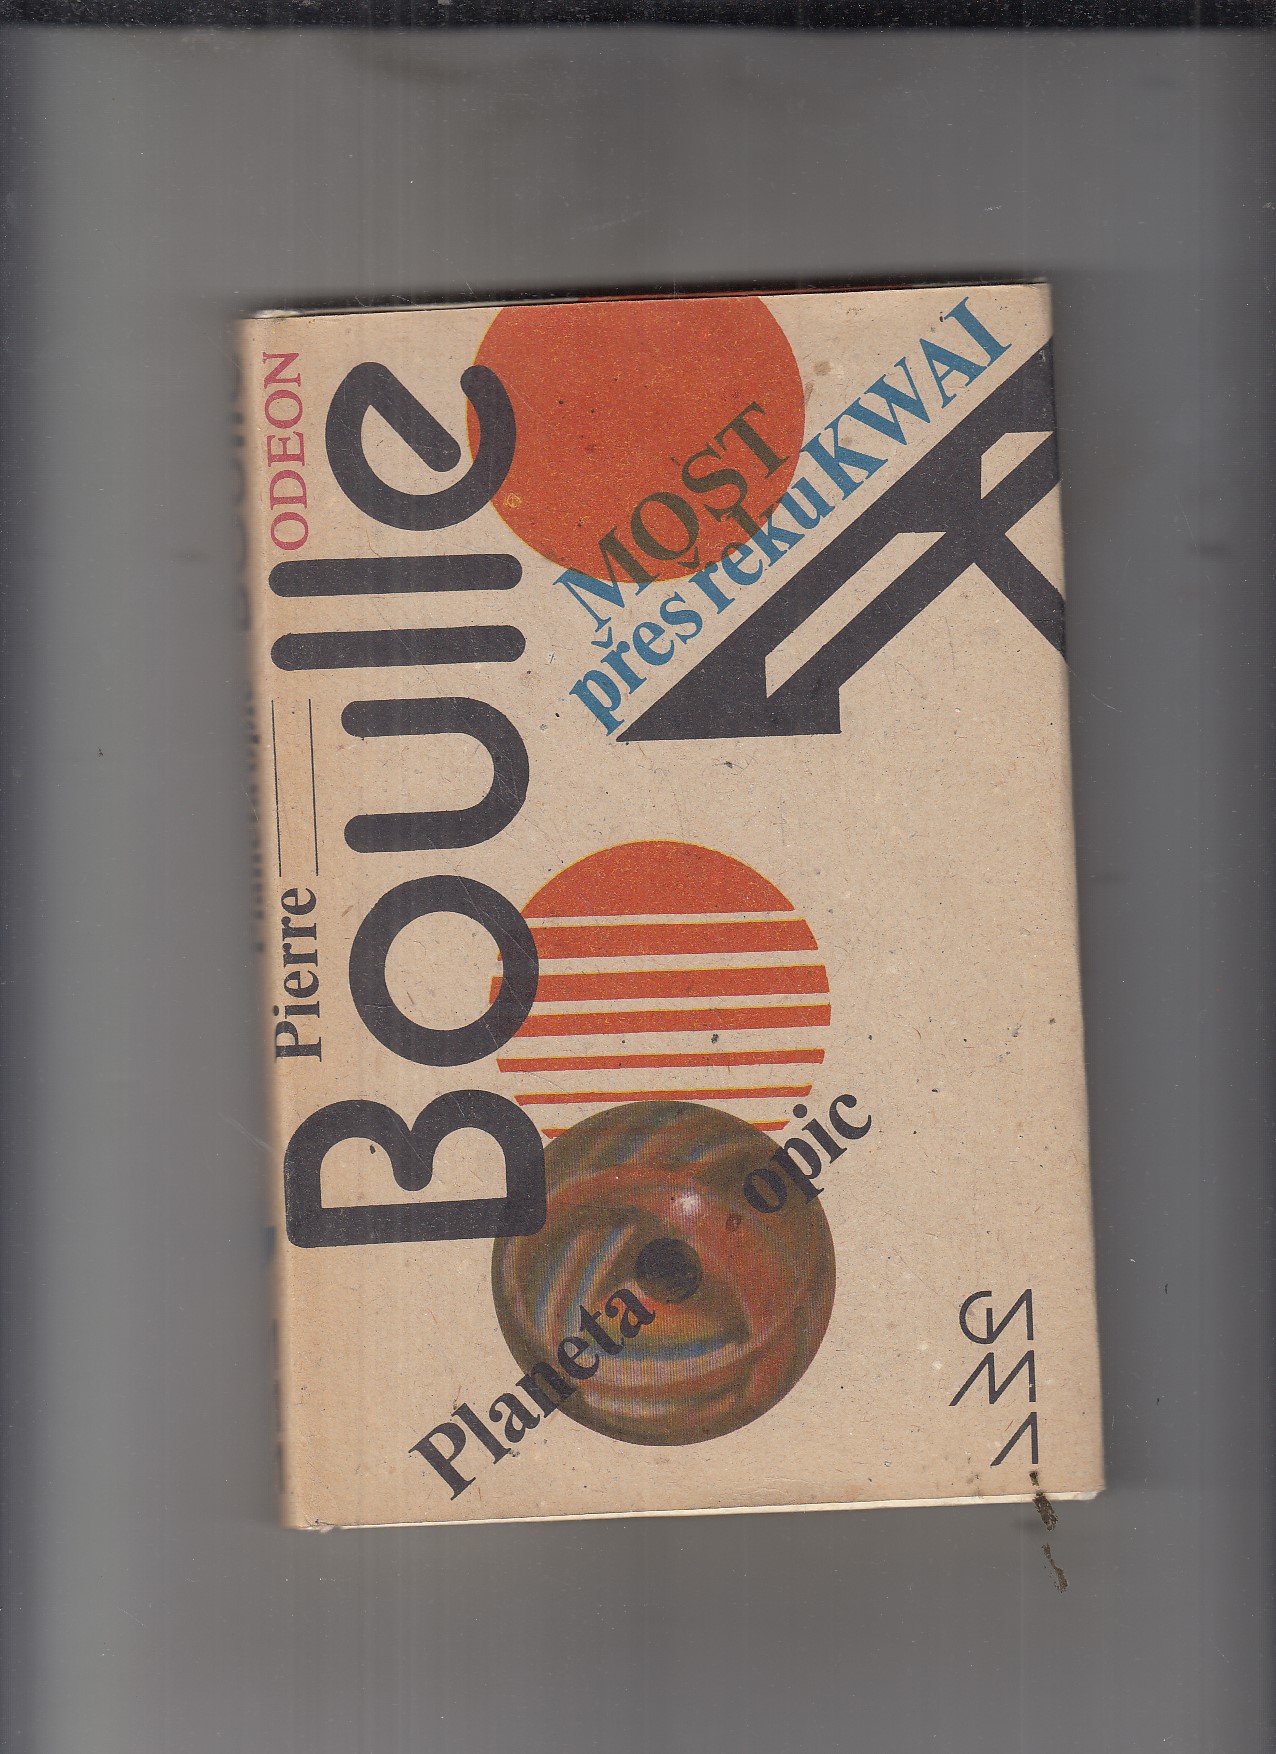 ODEON
Pierre
Boulle
MOST
přes řeku KWAI
Planeta opic